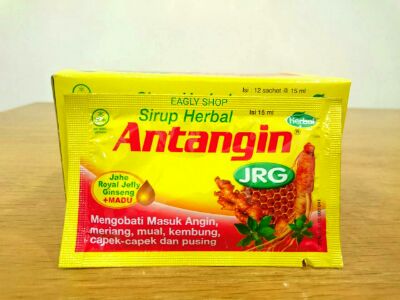 Isi : 12 sachet @ 15 ml
EAGLY SHOP
Sirup Herbal
Isi 15 ml
Herbal
Antangin
JRG
Jahe
Royal Jelly
Ginseng
+MADU
Mengobati Masuk Angin,
meriang, mual, kembung,
capek-capek dan pusing